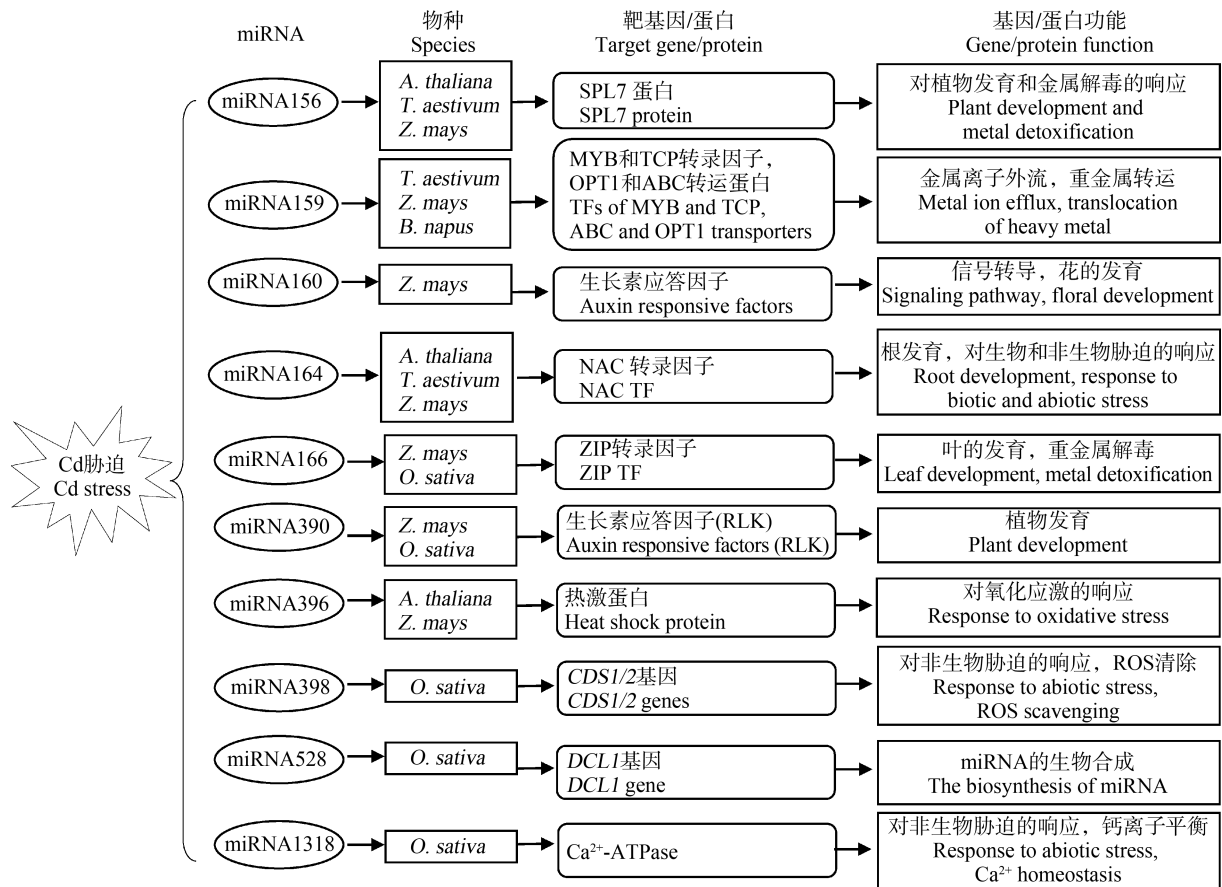 miRNA
物种
Species
靶基因/蛋白
Target gene/protein
基因/蛋白功能
Gene/protein function
Cd胁迫
Cd stress
miRNA156
A. thaliana
T. aestivum
Z. mays
SPL7 蛋白
SPL7 protein
对植物发育和金属解毒的响应
Plant development and
metal detoxification
miRNA159
T. aestivum
Z. mays
B. napus
MYB和TCP转录因子，
OPT1和ABC转运蛋白
TFs of MYB and TCP,
ABC and OPT1 transporters
金属离子外流，重金属转运
Metal ion efflux, translocation
of heavy metal
miRNA160
Z. mays
生长素应答因子
Auxin responsive factors
信号转导，花的发育
Signaling pathway, floral development
miRNA164
A. thaliana
T. aestivum
Z. mays
NAC 转录因子
NAC TF
根发育，对生物和非生物胁迫的响应
Root development, response to
biotic and abiotic stress
miRNA166
Z. mays
O. sativa
ZIP转录因子
ZIP TF
叶的发育，重金属解毒
Leaf development, metal detoxification
miRNA390
Z. mays
O. sativa
生长素应答因子(RLK)
Auxin responsive factors (RLK)
植物发育
Plant development
miRNA396
A. thaliana
Z. mays
热激蛋白
Heat shock protein
对氧化应激的响应
Response to oxidative stress
miRNA398
O. sativa
CDS1/2基因
CDS1/2 genes
对非生物胁迫的响应，ROS清除
Response to abiotic stress,
ROS scavenging
miRNA528
O. sativa
DCL1基因
DCL1 gene
miRNA的生物合成
The biosynthesis of miRNA
miRNA1318
O. sativa
Ca²⁺-ATPase
对非生物胁迫的响应，钙离子平衡
Response to abiotic stress,
Ca²⁺ homeostasis